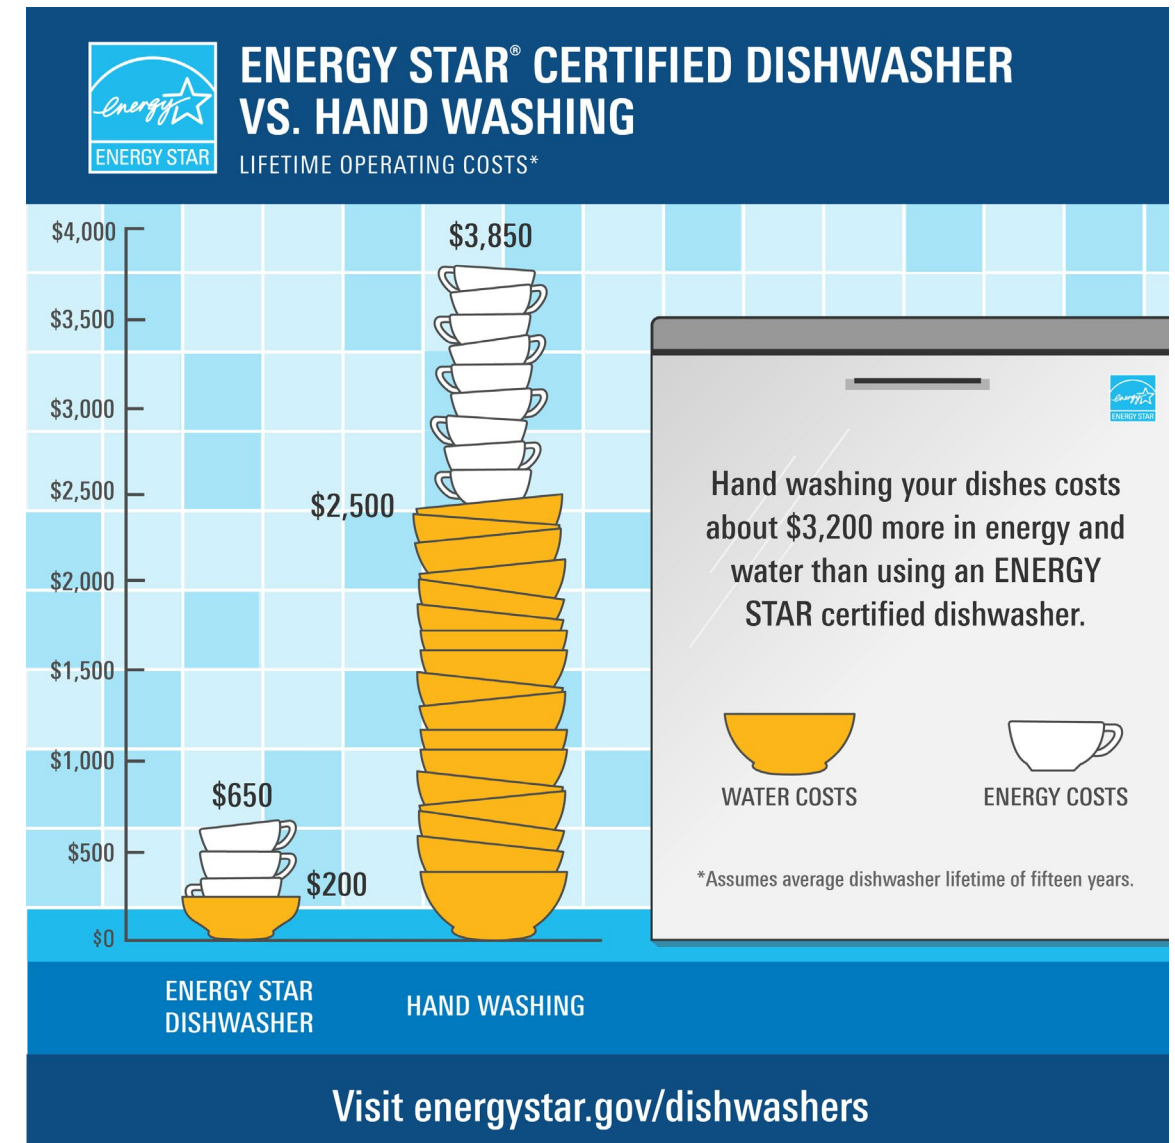 energy
ENERGY STAR
ENERGY STAR® CERTIFIED DISHWASHER
VS. HAND WASHING
LIFETIME OPERATING COSTS*
$4,000
$3,500
$3,000
$2,500
$2,000
$1,500
$1,000
$500
$0
$3,850
$2,500
$650
$200
ENERGY STAR
DISHWASHER
HAND WASHING
energy
ENERGY STAR
Hand washing your dishes costs
about $3,200 more in energy and
water than using an ENERGY
STAR certified dishwasher.
WATER COSTS
ENERGY COSTS
*Assumes average dishwasher lifetime of fifteen years.
Visit energystar.gov/dishwashers